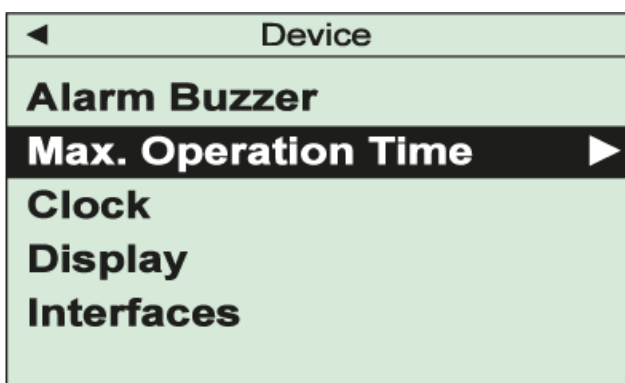 Device
Alarm Buzzer
Max. Operation Time
Clock
Display
Interfaces